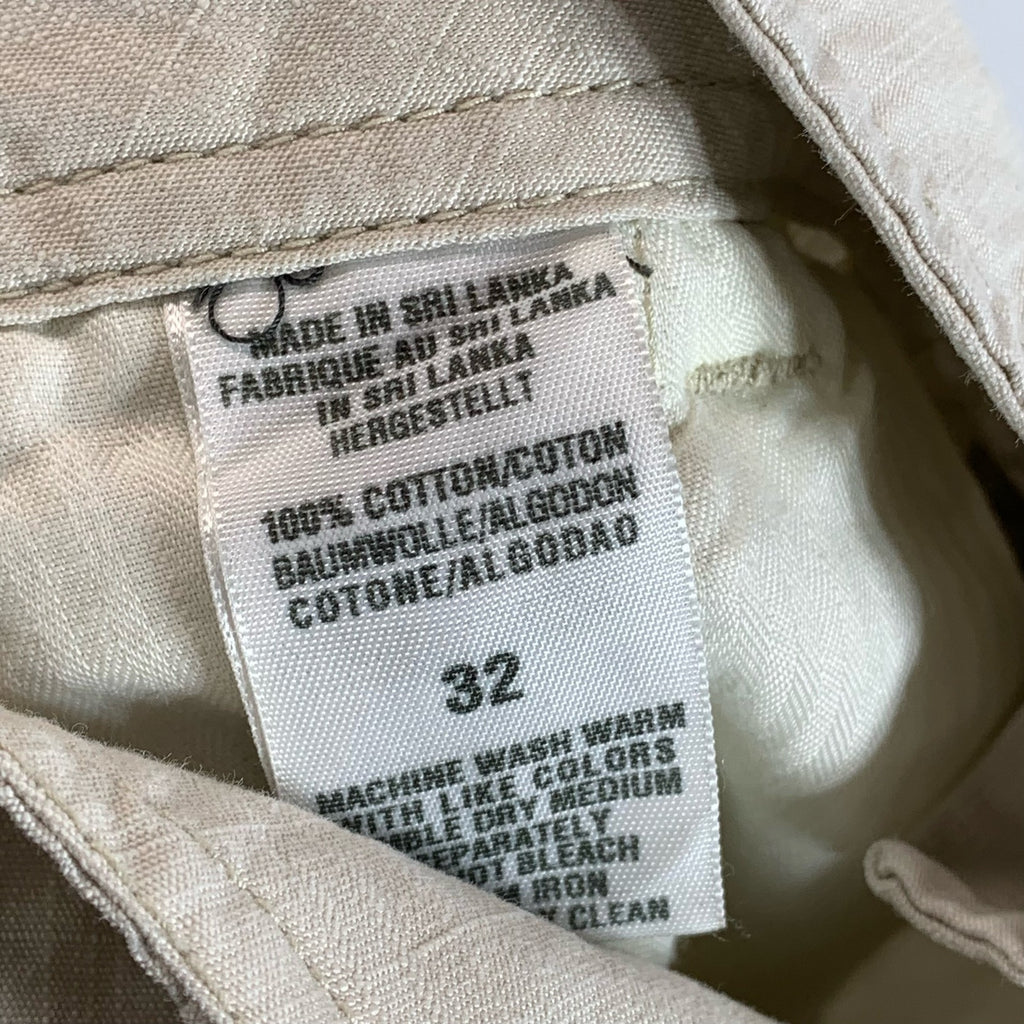 MADE IN SRI LANKA
FABRIQUE AU SRI LANKA
IN SRI LANKA
HERGESTELLT
100% COTTON/COTON
BAUMWOLLE/ALGODON
COTONE/ALGODAO
32
MACHINE WASH WARM
WITH LIKE COLORS
DRY MEDIUM
BLEACH
IRON
CLEAN